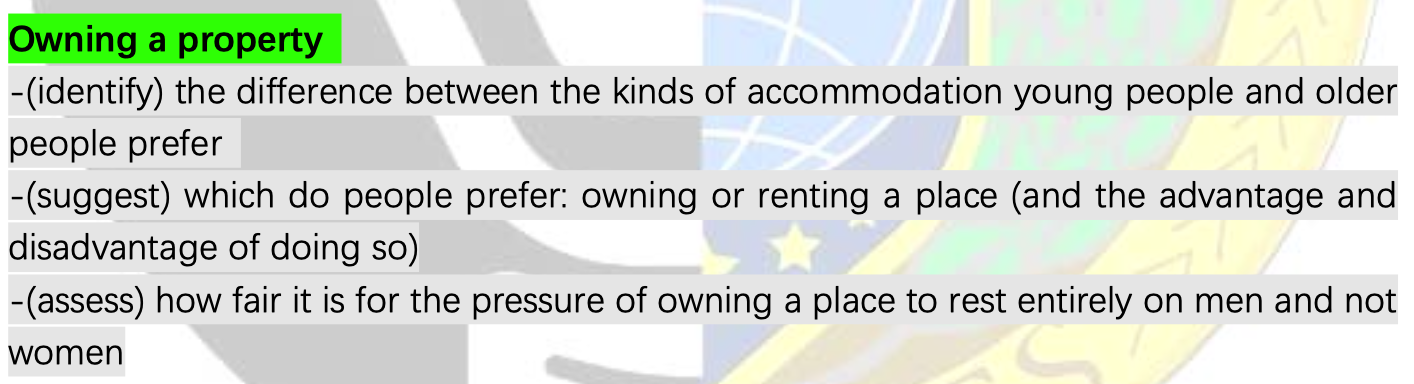 Owning a property
-(identify) the difference between the kinds of accommodation young people and older
people prefer
-(suggest) which do people prefer: owning or renting a place (and the advantage and
disadvantage of doing so)
-(assess) how fair it is for the pressure of owning a place to rest entirely on men and not
women